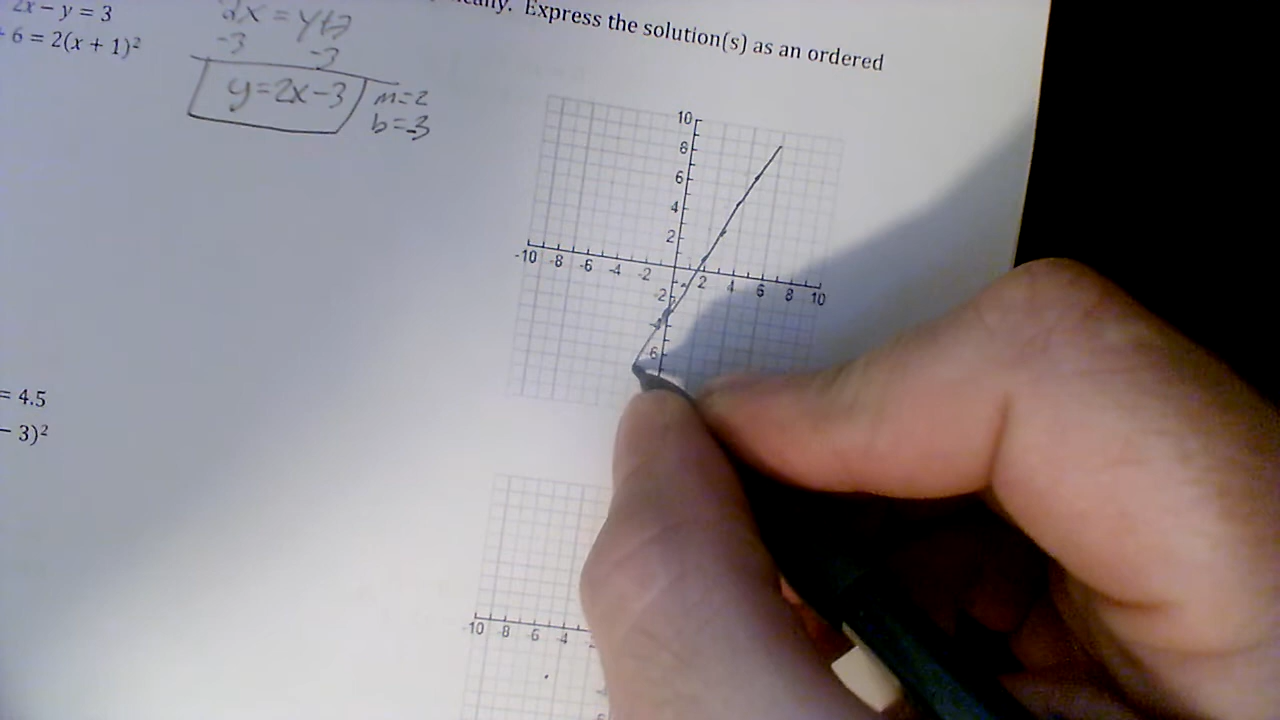 Express the solution(s) as an ordered
2x − y = 3
6 = 2(x + 1)²
2x = y+3
-3 -3
y=2x-3
m=2
b=-3
10
8
6
4
2
-10 -8 -6 -4 -2 2 4 6 8 10
-2
-4
-6
= 4.5
− 3)²
-10 -8 -6 -4